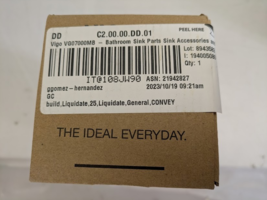 DD C2.00.00.DD.01 PEEL HERE
Vigo VG07000MB - Bathroom Sink Parts Sink Accessories
Qty: 1
IT@108JW90 ASN: 21942827
ggomez-hernandez 2023/10/19 09:21am
GC
build,Liquidate,25,Liquidate,General,CONVEY
THE IDEAL EVERYDAY.